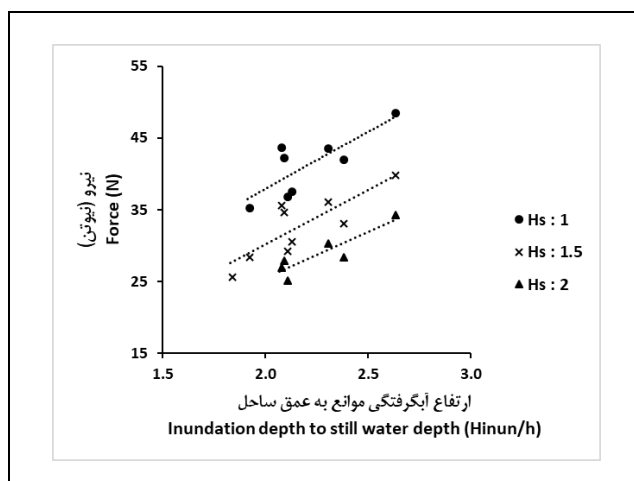 55
45
35
25
15
نیرو (نیوتن)
Force (N)
1.5 2.0 2.5 3.0
Hs : 1
Hs : 1.5
Hs : 2
ارتفاع آبگرفتگی موانع به عمق ساحل
Inundation depth to still water depth (Hinun/h)